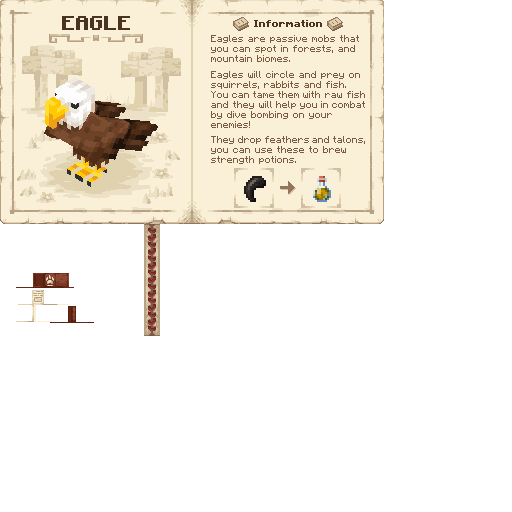 EAGLE
Information
Eagles are passive mobs that
you can spot in forests, and
mountain biomes.
Eagles will circle and prey on
squirrels, rabbits and fish.
You can tame them with raw fish
and they will help you in combat
by dive bombing on your
enemies!
They drop feathers and talons,
you can use these to brew
strength potions.